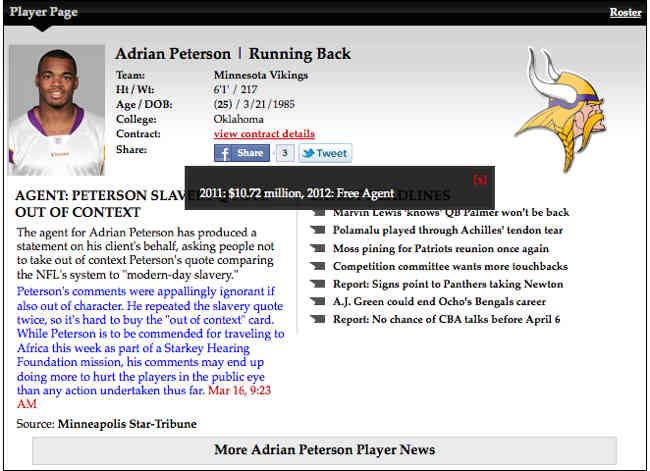 Player Page
Roster
Adrian Peterson | Running Back
Team: Minnesota Vikings
Ht / Wt: 6'1' / 217
Age / DOB: (25) / 3/21/1985
College: Oklahoma
Contract: view contract details
Share: Share 3 Tweet
[x]
2011: $10.72 million, 2012: Free Agent
AGENT: PETERSON SLAVERY QUOTE
OUT OF CONTEXT
The agent for Adrian Peterson has produced a
statement on his client's behalf, asking people not
to take out of context Peterson's quote comparing
the NFL's system to "modern-day slavery."
Peterson's comments were appallingly ignorant if
also out of character. He repeated the slavery quote
twice, so it's hard to buy the "out of context" card.
While Peterson is to be commended for traveling to
Africa this week as part of a Starkey Hearing
Foundation mission, his comments may end up
doing more to hurt the players in the public eye
than any action undertaken thus far. Mar 16, 9:23
AM
Source: Minneapolis Star-Tribune
HEADLINES
Marvin Lewis 'knows' QB Palmer won't be back
Polamalu played through Achilles' tendon tear
Moss pining for Patriots reunion once again
Competition committee wants more touchbacks
Report: Signs point to Panthers taking Newton
A.J. Green could end Ocho's Bengals career
Report: No chance of CBA talks before April 6
More Adrian Peterson Player News